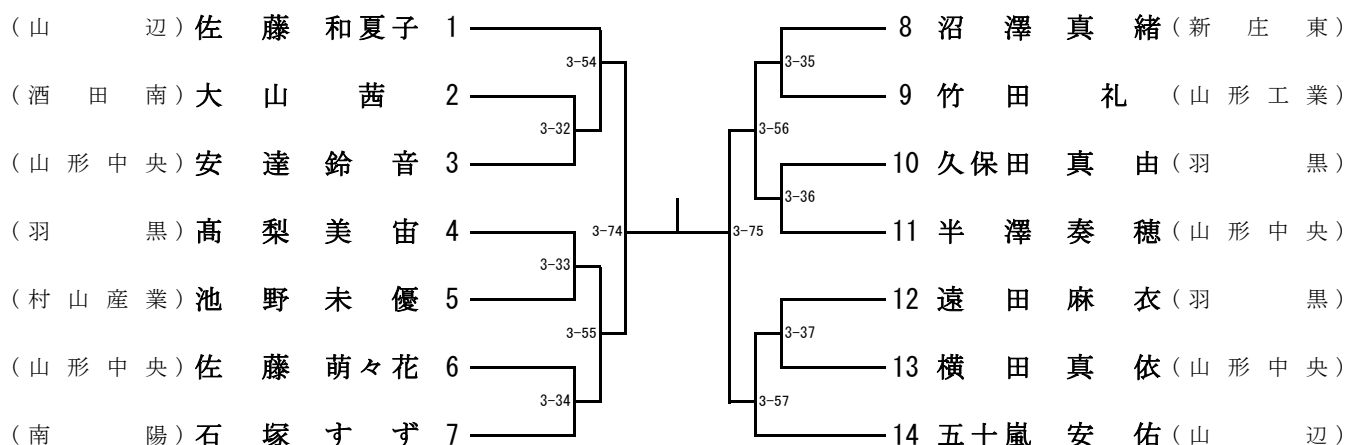 (山辺) 佐藤 和夏子 1
3-54
(酒田南) 大山 茜 2
3-32
(山形中央) 安達 鈴音 3
3-74
(羽黒) 髙梨 美宙 4
3-33
(村山産業) 池野 未優 5
3-55
(山形中央) 佐藤 萌々花 6
3-34
(南陽) 石塚 すず 7
8 沼澤 真緒 (新庄東)
3-35
9 竹田 礼 (山形工業)
3-56
10 久保田 真由 (羽黒)
3-36
11 半澤 奏穂 (山形中央)
3-75
12 遠田 麻衣 (羽黒)
3-37
13 横田 真依 (山形中央)
3-57
14 五十嵐 安佑 (山辺)